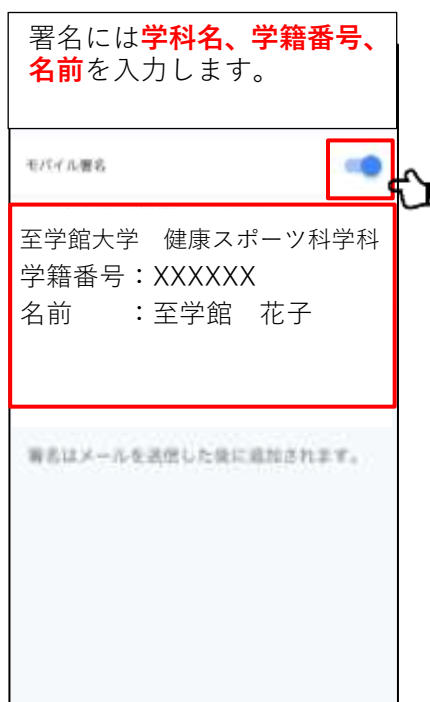 署名には学科名、学籍番号、
名前を入力します。
モバイル署名
至学館大学　健康スポーツ科学科
学籍番号：XXXXXX
名前　　：至学館　花子
署名はメールを送信した後に追加されます。